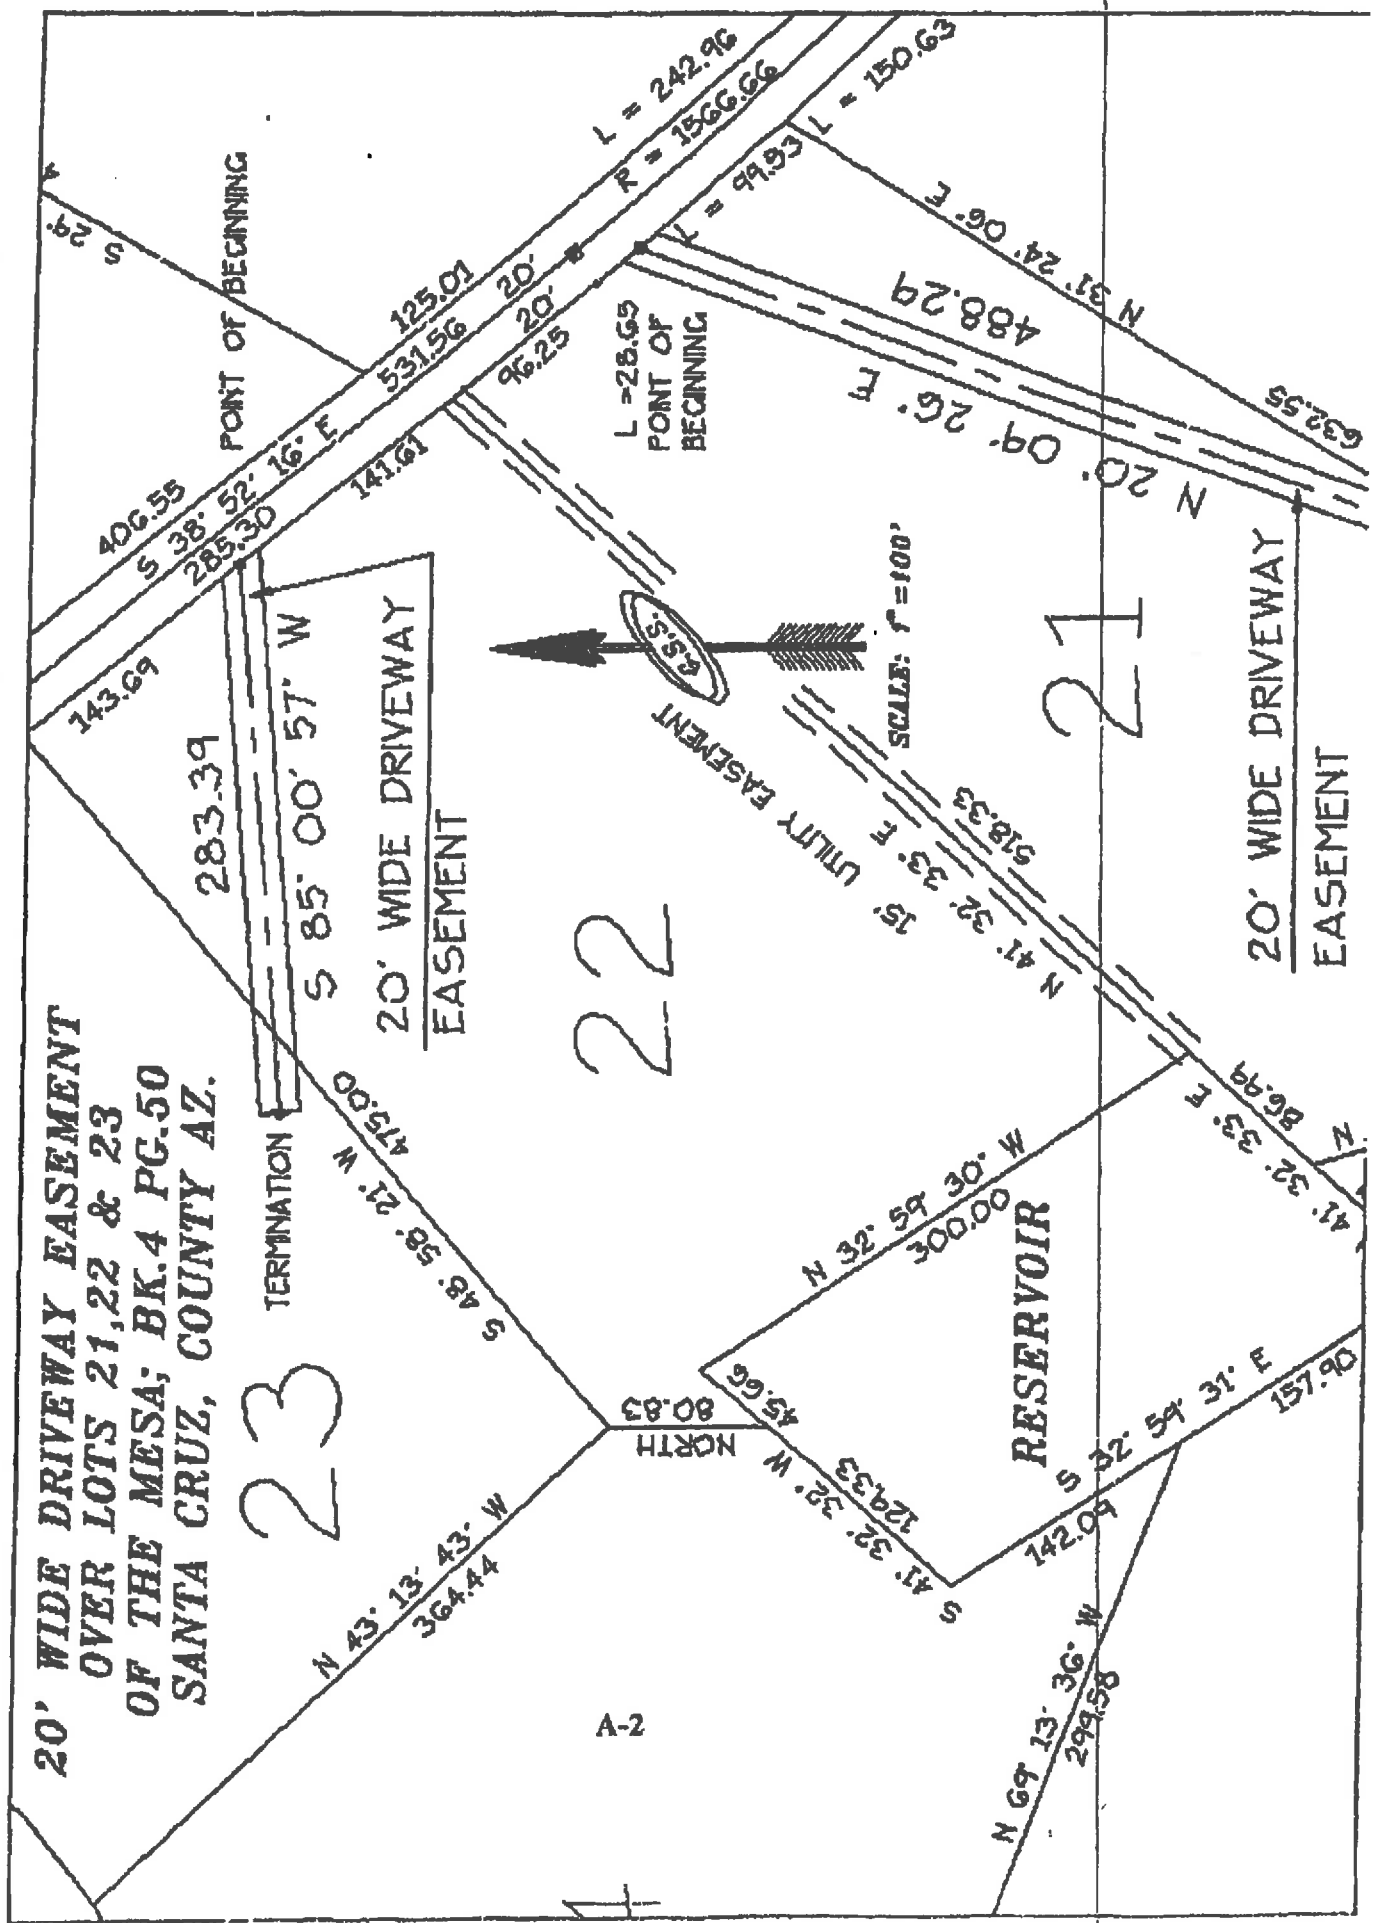 20' WIDE DRIVEWAY EASEMENT
OVER LOTS 21,22 & 23
OF THE MESA; BK.4 PG.50
SANTA CRUZ, COUNTY AZ.
23
TERMINATION
283.39
S 85° 00' 57" W
20' WIDE DRIVEWAY
EASEMENT
POINT OF BEGINNING
S 29°
143.69
406.55
S 38° 52' 16" E
285.30
141.61
125.01
531.56
20'
20'
96.25
L = 242.96
R = 1566.66
L = 99.93
L = 150.63
L =28.65
POINT OF
BEGINNING
N 20° 09' 26" E
488.29
N 31° 24' 06" E
632.55
S 48° 58' 21" W
475.00
N 43° 13' 43" W
364.44
NORTH
80.83
22
15' UTILITY EASEMENT
N 41° 32' 33" E
518.33
SCALE: 1"=100'
21
20' WIDE DRIVEWAY
EASEMENT
N 32° 59' 30" W
300.00
45.66
S 41° 32' 32" W
129.33
RESERVOIR
S 32° 59' 31" E
142.09
157.90
41° 32' 33" E
86.99
N
N 69° 13' 36" W
299.58
A-2
1